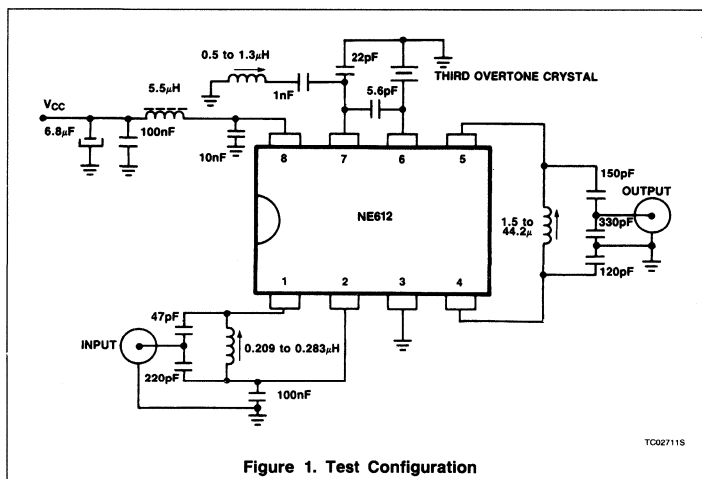 0.5 to 1.3μH
22pF
THIRD OVERTONE CRYSTAL
1nF
5.6pF
5.5μH
VCC
6.8μF
100nF
10nF
8
7
6
5
150pF
OUTPUT
NE612
1.5 to
44.2μ
330pF
120pF
1
2
3
4
47pF
INPUT
0.209 to 0.283μH
220pF
100nF
TC02711S
Figure 1. Test Configuration